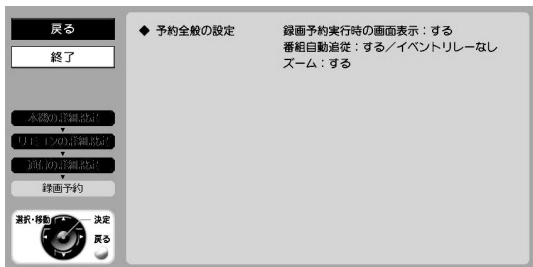 戻る
終了
録画予約
選択・移動
決定
戻る
◆ 予約全般の設定
録画予約実行時の画面表示：する
番組自動追従：する／イベントリレーなし
ズーム：する